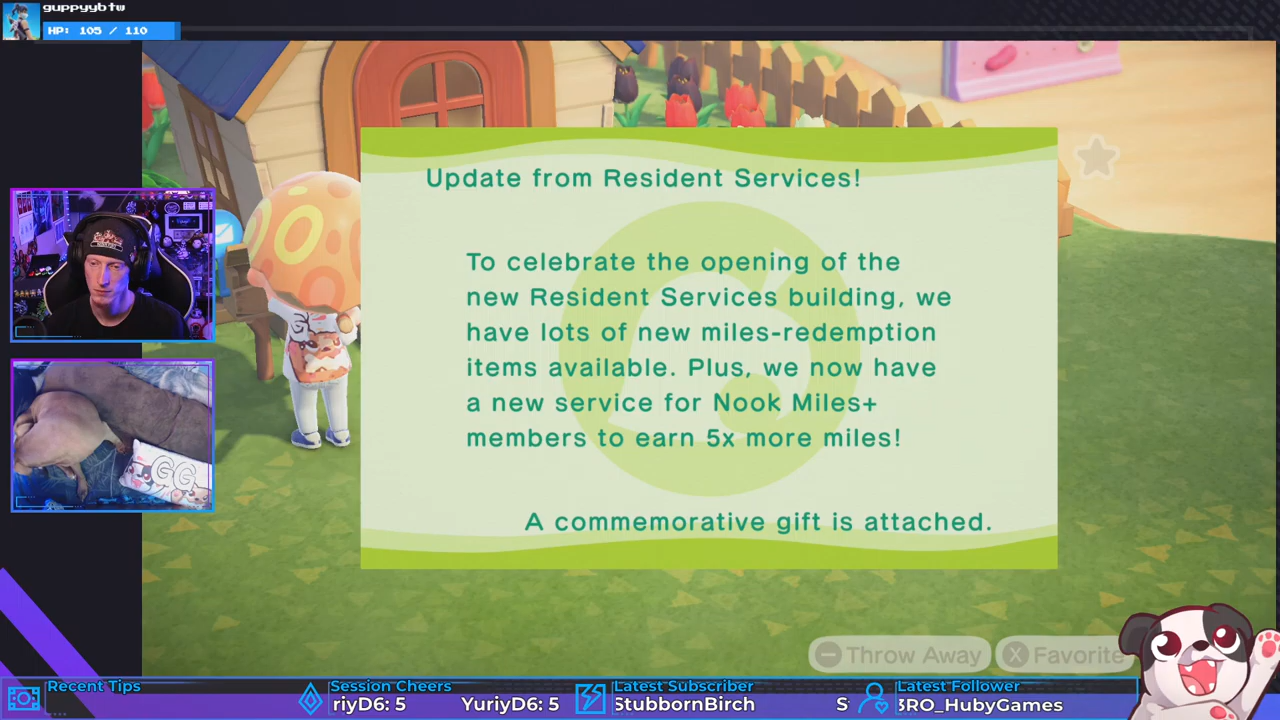 guppyybtw
HP: 105 / 110
Update from Resident Services!
To celebrate the opening of the
new Resident Services building, we
have lots of new miles-redemption
items available. Plus, we now have
a new service for Nook Miles+
members to earn 5x more miles!
A commemorative gift is attached.
GG
Throw Away
X Favorite
Recent Tips
Session Cheers
riyD6: 5 YuriyD6: 5
Latest Subscriber
StubbornBirch S
Latest Follower
3RO_HubyGames